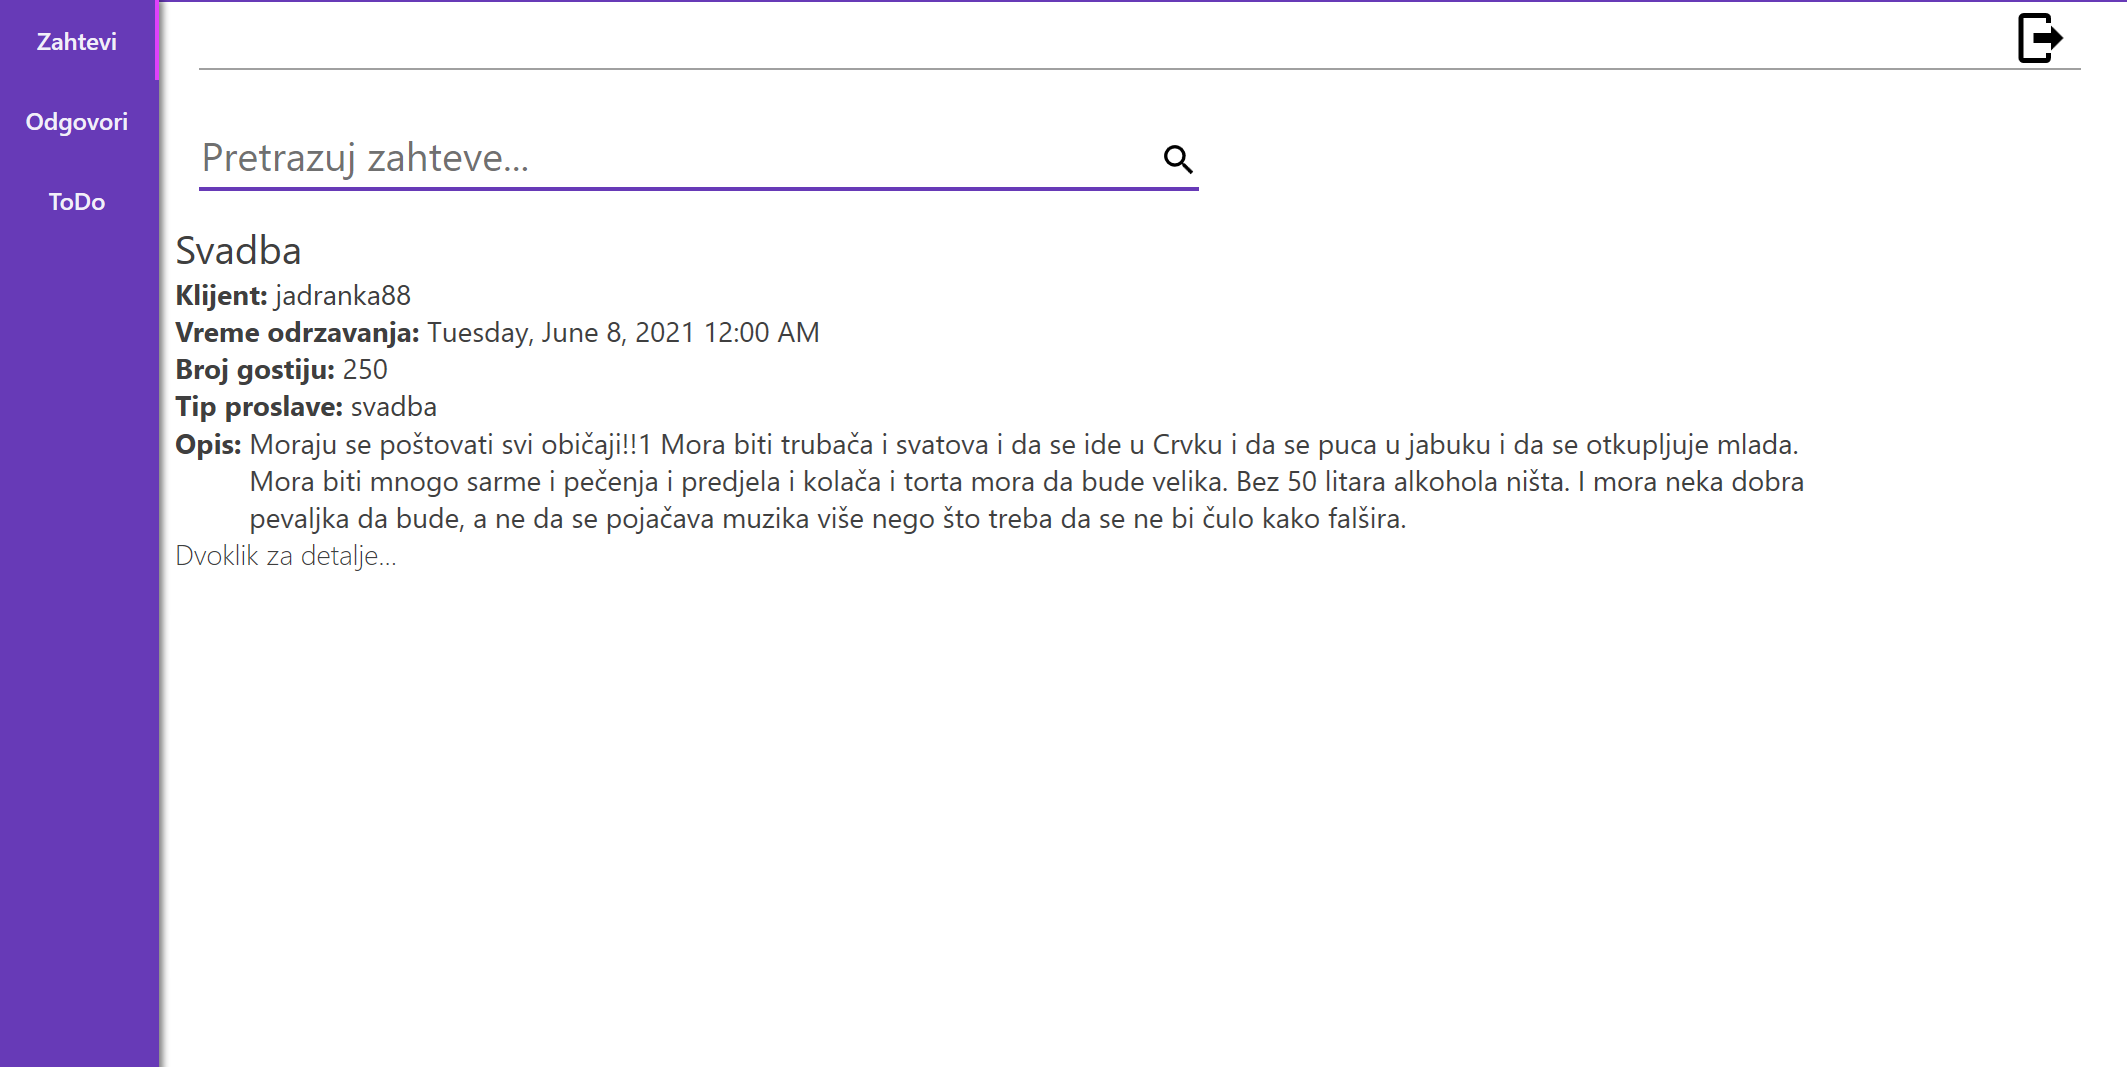 Zahtevi
Odgovori
ToDo
Pretrazuj zahteve...
Svadba
Klijent: jadranka88
Vreme odrzavanja: Tuesday, June 8, 2021 12:00 AM
Broj gostiju: 250
Tip proslave: svadba
Opis: Moraju se poštovati svi običaji!!1 Mora biti trubača i svatova i da se ide u Crvku i da se puca u jabuku i da se otkupljuje mlada.
Mora biti mnogo sarme i pečenja i predjela i kolača i torta mora da bude velika. Bez 50 litara alkohola ništa. I mora neka dobra
pevaljka da bude, a ne da se pojačava muzika više nego što treba da se ne bi čulo kako falšira.
Dvoklik za detalje...